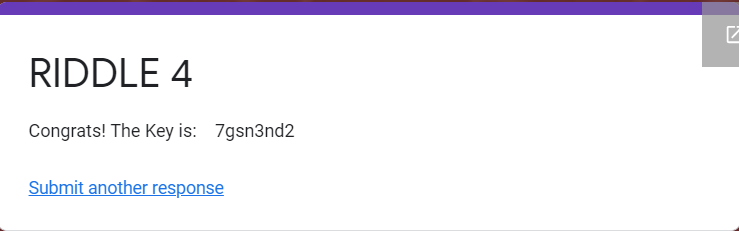 RIDDLE 4
Congrats! The Key is: 7gsn3nd2
Submit another response